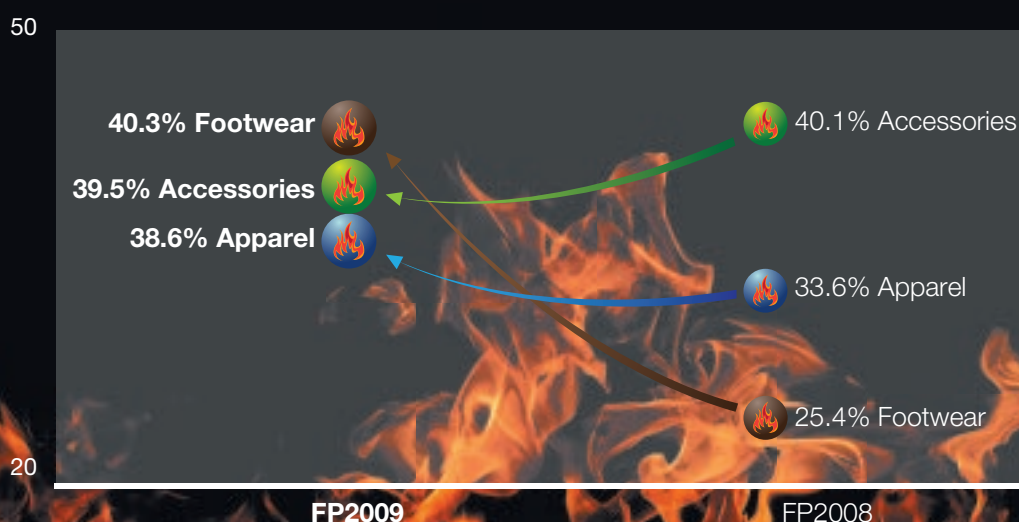 50
40.3% Footwear
40.1% Accessories
39.5% Accessories
38.6% Apparel
33.6% Apparel
25.4% Footwear
20
FP2009
FP2008